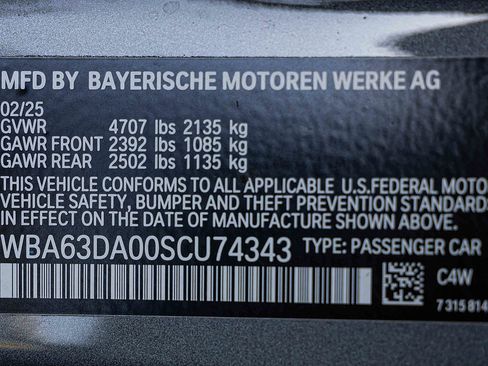 MFD BY BAYERISCHE MOTOREN WERKE AG
02/25
GVWR 4707 lbs 2135 kg
GAWR FRONT 2392 lbs 1085 kg
GAWR REAR 2502 lbs 1135 kg
THIS VEHICLE CONFORMS TO ALL APPLICABLE U.S.FEDERAL MOTO
VEHICLE SAFETY, BUMPER AND THEFT PREVENTION STANDARDS
IN EFFECT ON THE DATE OF MANUFACTURE SHOWN ABOVE.
WBA63DA00SCU74343 TYPE: PASSENGER CAR
C4W
7 315 814